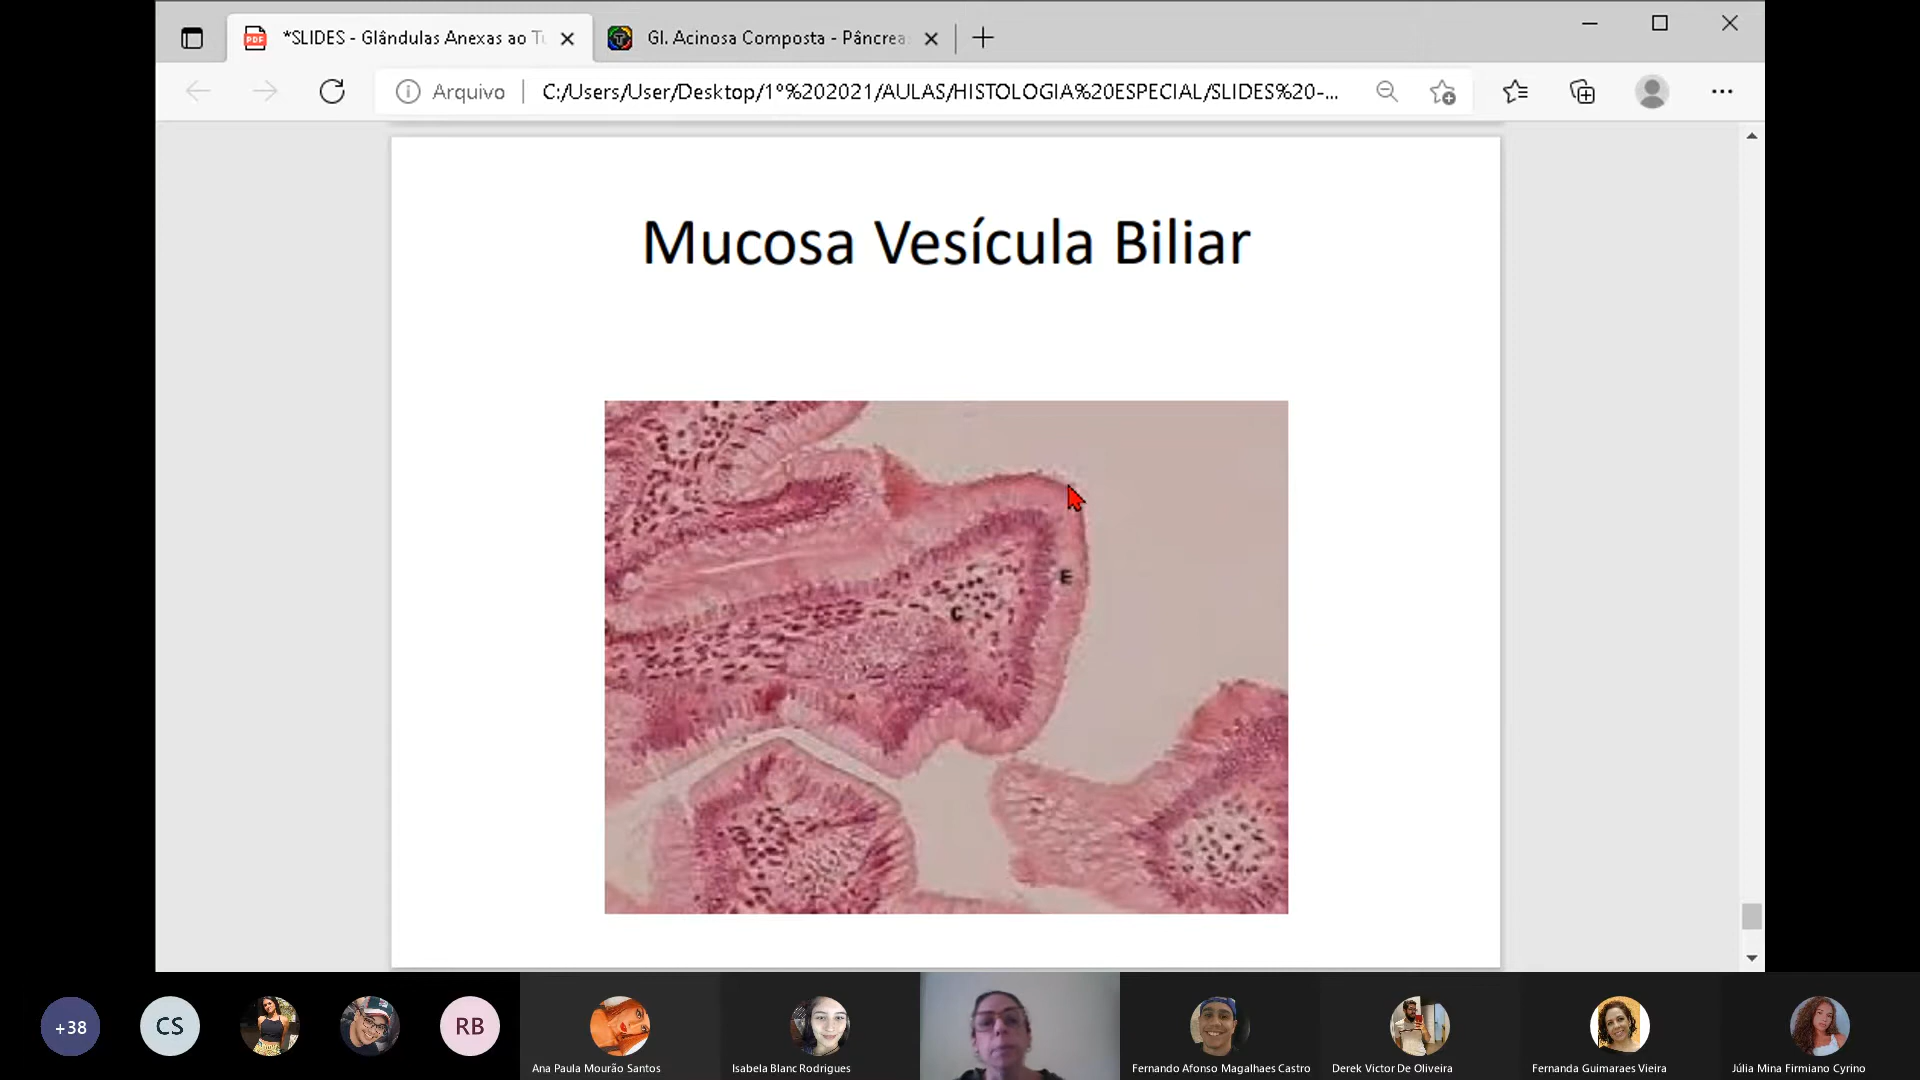 *SLIDES - Glândulas Anexas ao Tu
Gl. Acinosa Composta - Pâncrea
Arquivo
C:/Users/User/Desktop/1º%202021/AULAS/HISTOLOGIA%20ESPECIAL/SLIDES%20-...
Mucosa Vesícula Biliar
E
C
+38
CS
RB
Ana Paula Mourão Santos
Isabela Blanc Rodrigues
Fernando Afonso Magalhaes Castro
Derek Victor De Oliveira
Fernanda Guimaraes Vieira
Júlia Mina Firmiano Cyrino